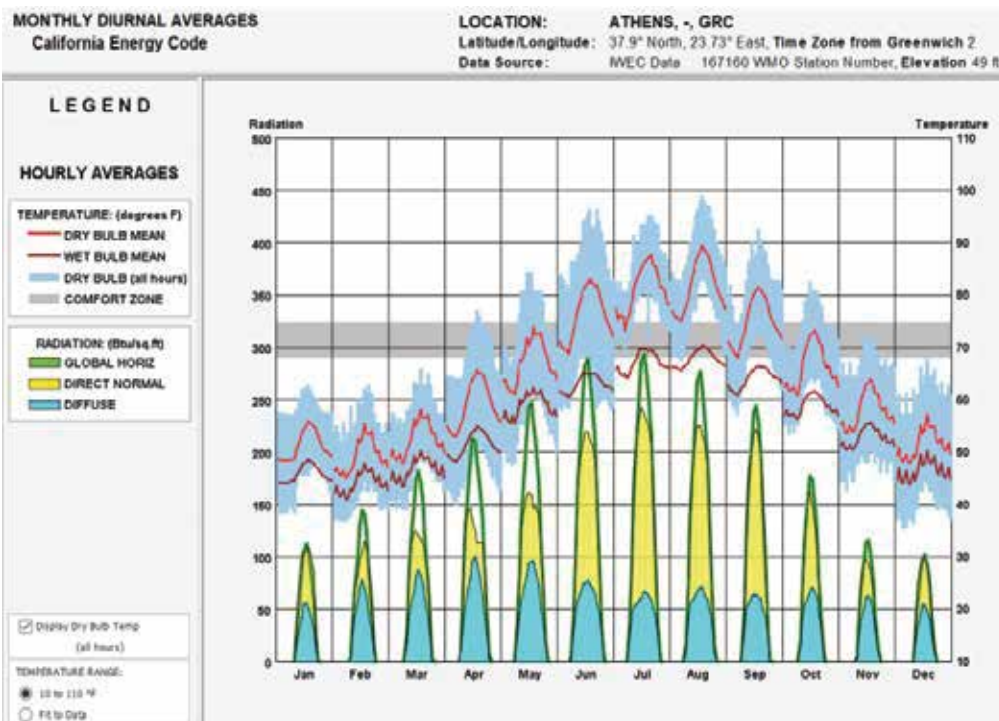 MONTHLY DIURNAL AVERAGES
California Energy Code
LOCATION: ATHENS, -, GRC
Latitude/Longitude: 37.9° North, 23.73° East, Time Zone from Greenwich 2
Data Source: IWEC Data 167160 WMO Station Number, Elevation 49 ft
LEGEND
HOURLY AVERAGES
TEMPERATURE: (degrees F)
DRY BULB MEAN
WET BULB MEAN
DRY BULB (all hours)
COMFORT ZONE
RADIATION: (Btu/sq.ft)
GLOBAL HORIZ
DIRECT NORMAL
DIFFUSE
Display Dry Bulb Temp
(all hours)
TEMPERATURE RANGE:
10 to 110 °F
Fit to Data
Radiation
500
450
400
350
300
250
200
150
100
50
0
Temperature
110
100
90
80
70
60
50
40
30
20
10
Jan Feb Mar Apr May Jun Jul Aug Sep Oct Nov Dec